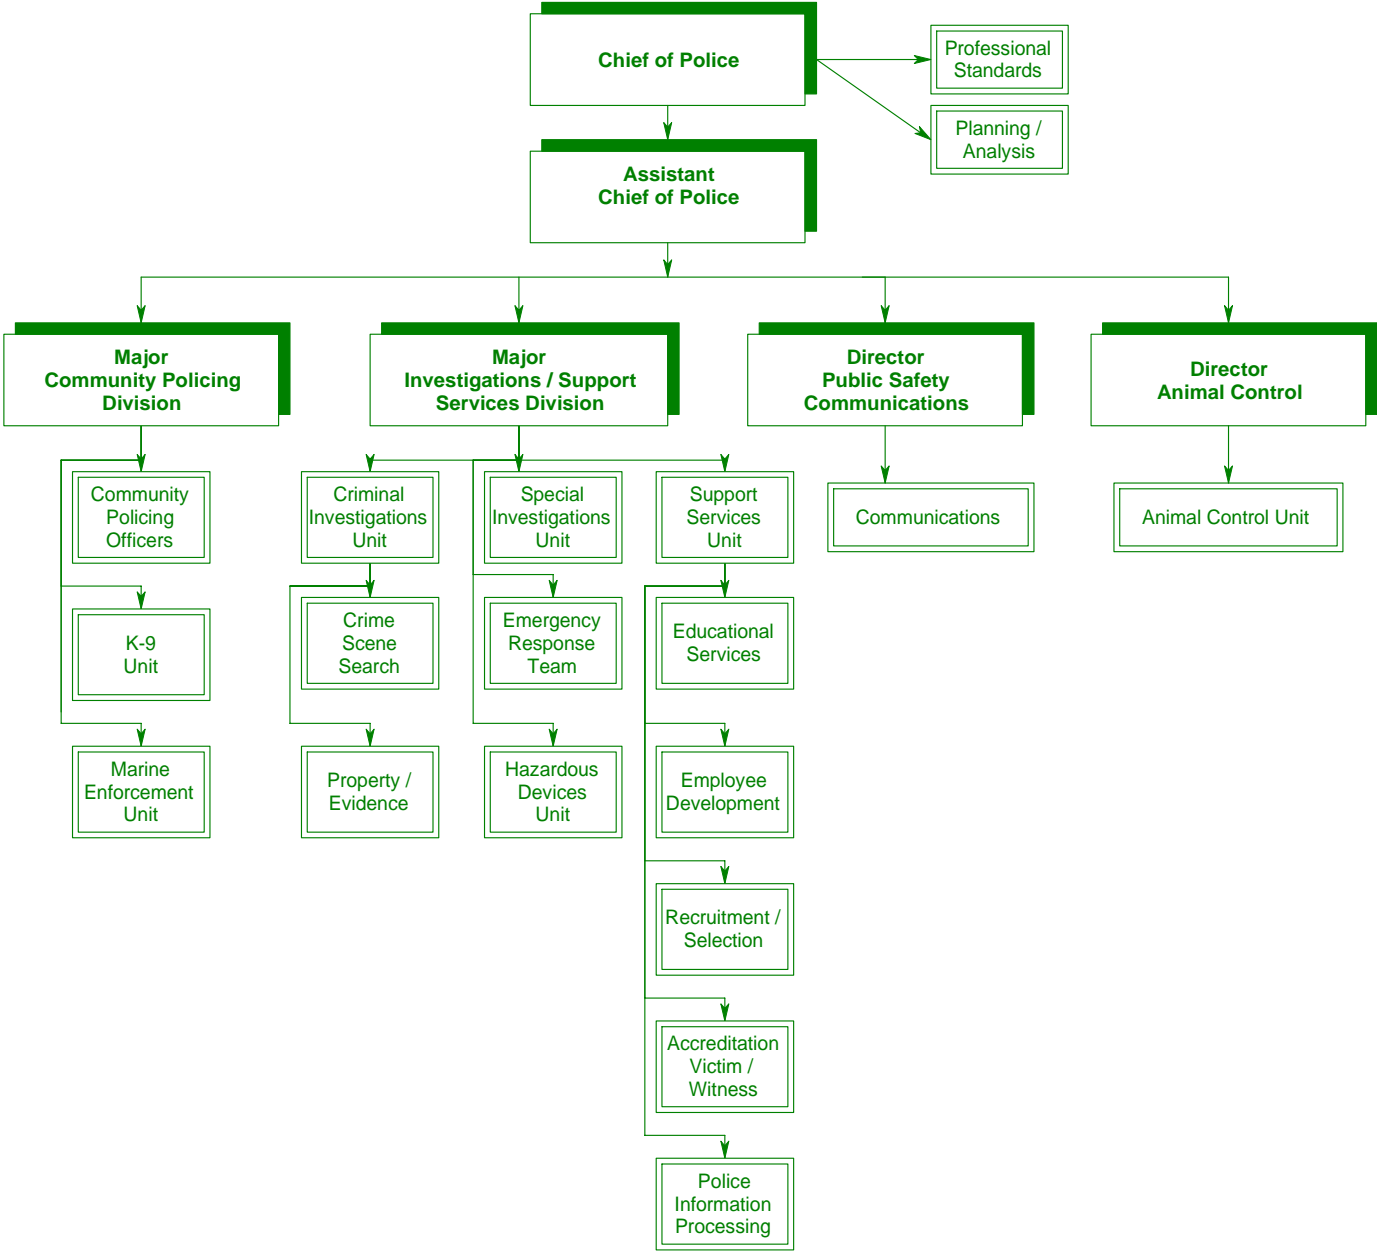 Chief of Police
Professional
Standards
Planning /
Analysis
Assistant
Chief of Police
Major
Community Policing
Division
Major
Investigations / Support
Services Division
Director
Public Safety
Communications
Director
Animal Control
Community
Policing
Officers
Criminal
Investigations
Unit
Special
Investigations
Unit
Support
Services
Unit
Communications
Animal Control Unit
K-9
Unit
Crime
Scene
Search
Emergency
Response
Team
Educational
Services
Marine
Enforcement
Unit
Property /
Evidence
Hazardous
Devices
Unit
Employee
Development
Recruitment /
Selection
Accreditation
Victim /
Witness
Police
Information
Processing